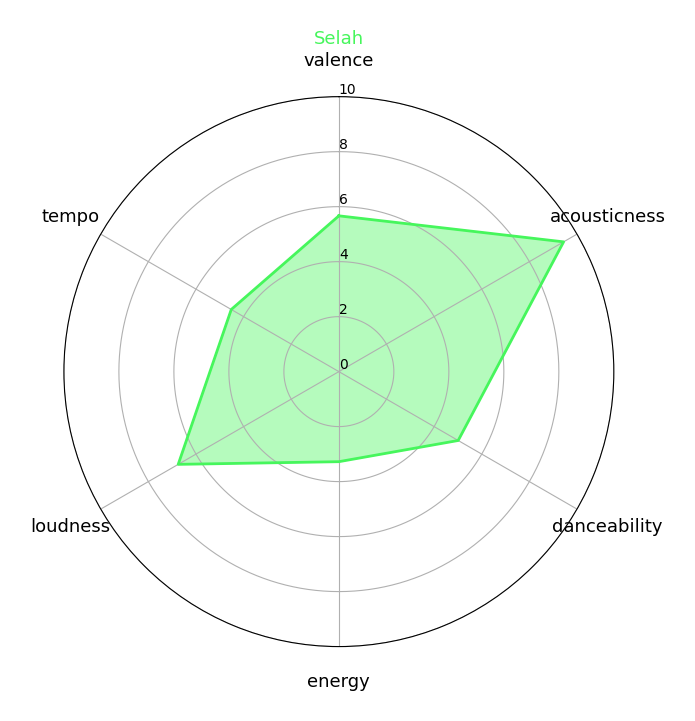 Selah
valence
10
8
6
4
2
0
tempo
acousticness
loudness
danceability
energy